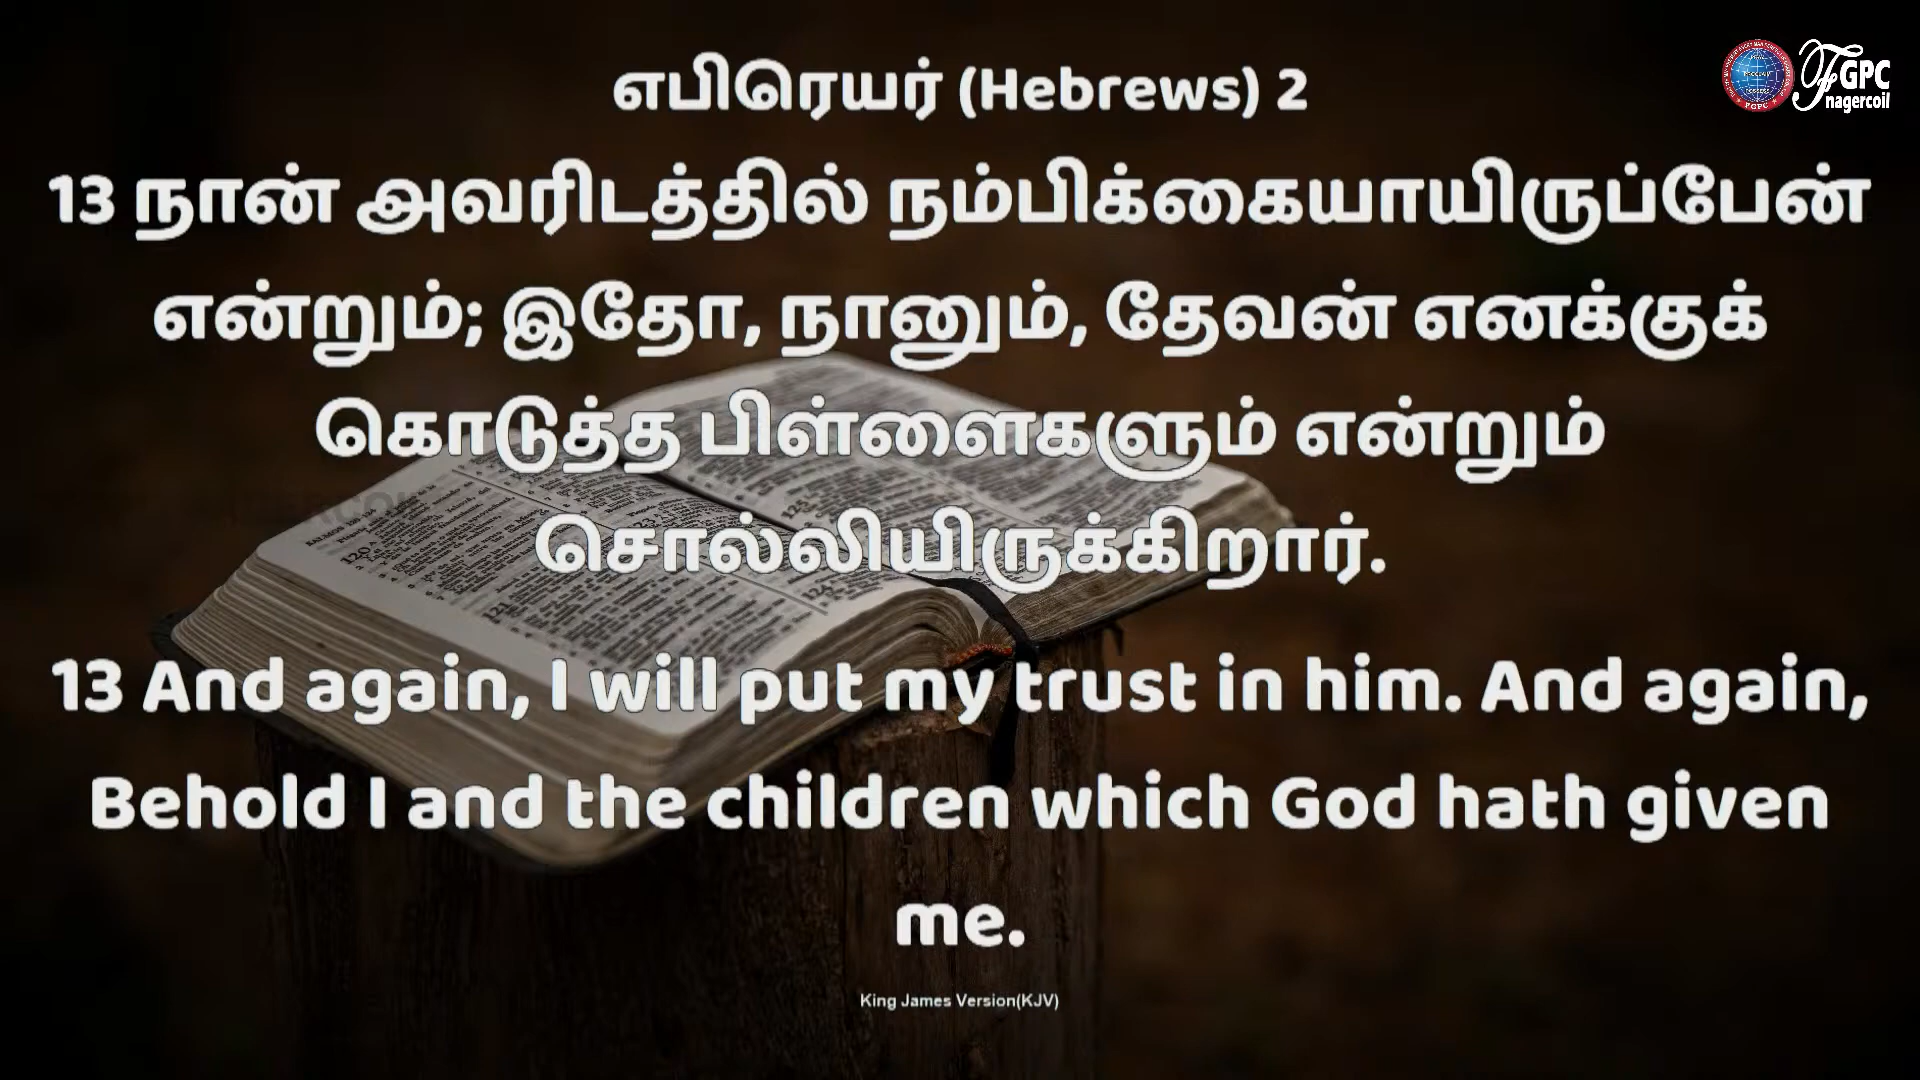 எபிரெயர் (Hebrews) 2
13 நான் அவரிடத்தில் நம்பிக்கையாயிருப்பேன்
என்றும்; இதோ, நானும், தேவன் எனக்குக்
கொடுத்த பிள்ளைகளும் என்றும்
சொல்லியிருக்கிறார்.
13 And again, I will put my trust in him. And again,
Behold I and the children which God hath given
me.
King James Version(KJV)
FGPC
nagercoil